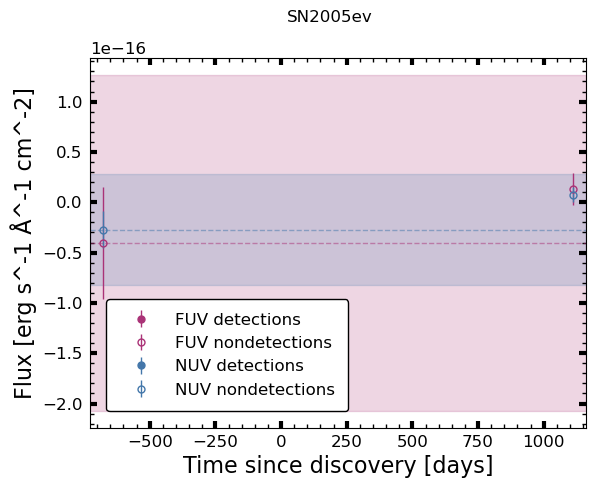 SN2005ev
1e−16
1.0
0.5
0.0
−0.5
−1.0
−1.5
−2.0
Flux [erg s^-1 Å^-1 cm^-2]
FUV detections
FUV nondetections
NUV detections
NUV nondetections
−500 −250 0 250 500 750 1000
Time since discovery [days]